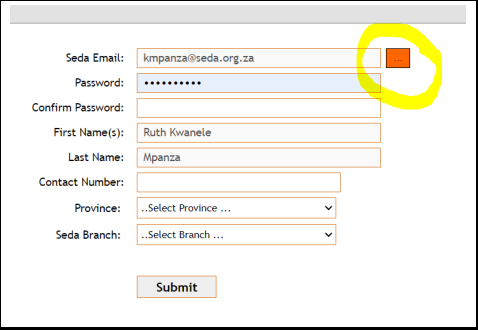 Seda Email: kmpanza@seda.org.za ...
Password: ••••••••••
Confirm Password:
First Name(s): Ruth Kwanele
Last Name: Mpanza
Contact Number:
Province: ..Select Province ...
Seda Branch: ..Select Branch ...
Submit